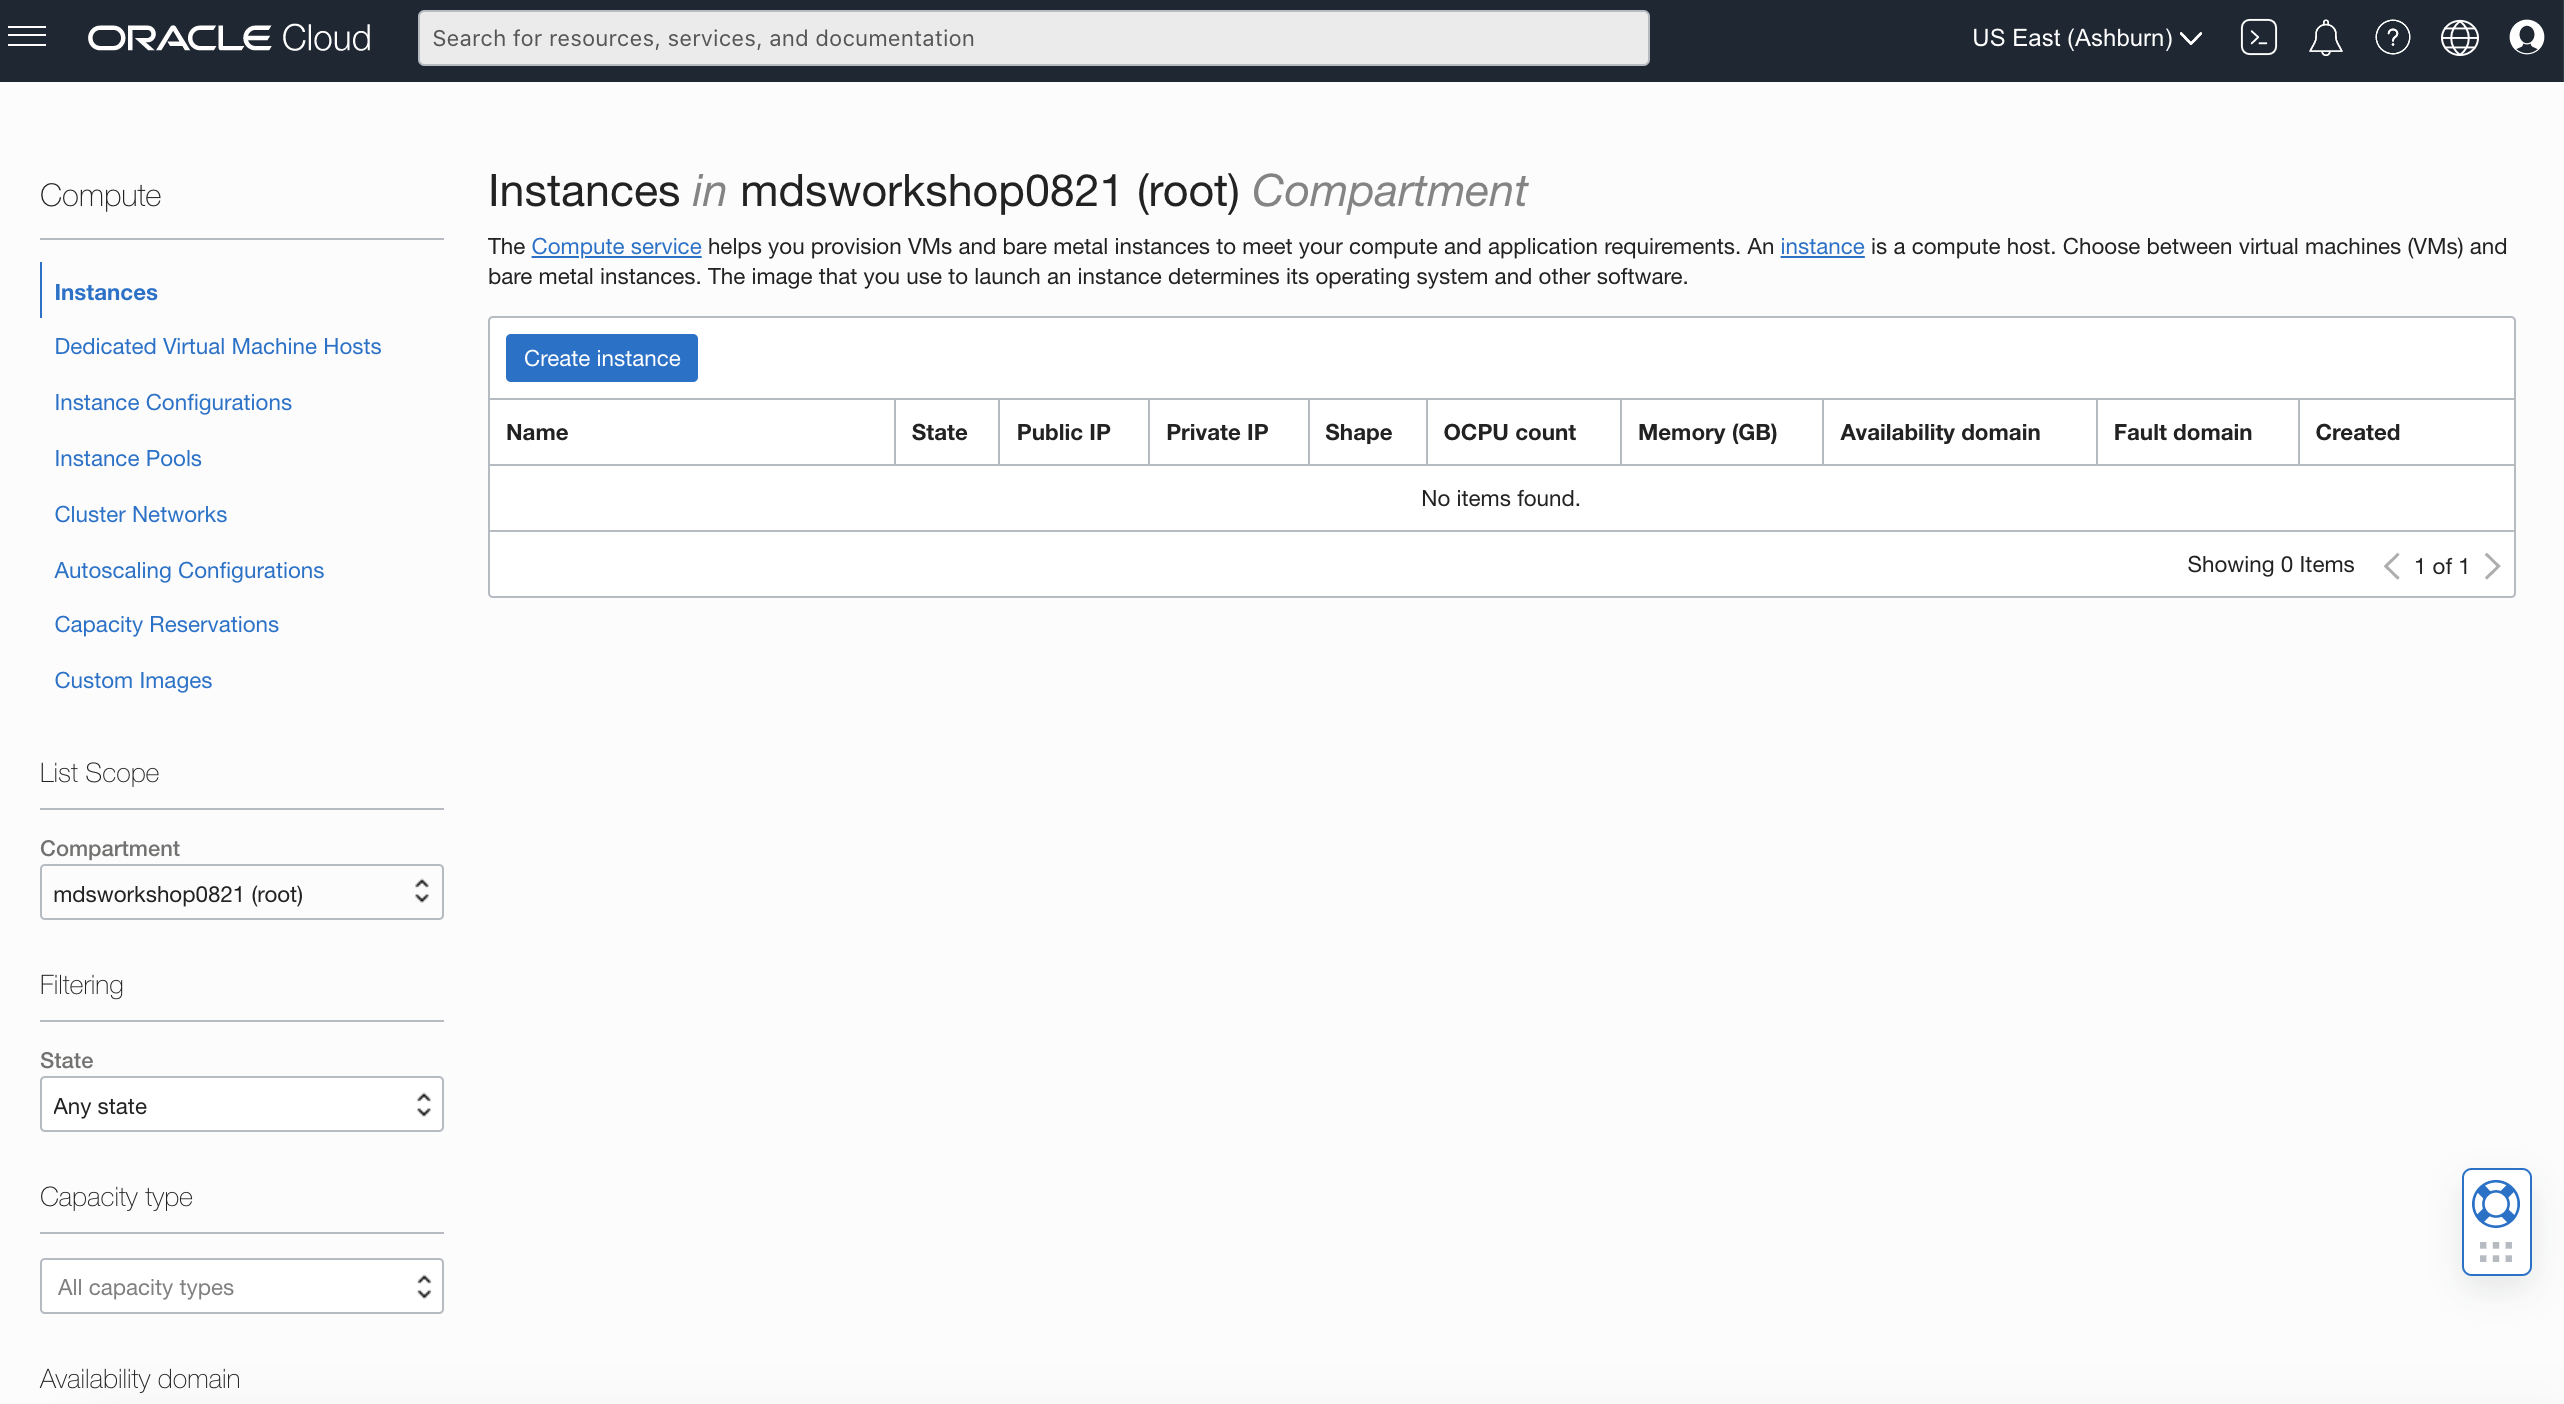 ORACLE Cloud
Search for resources, services, and documentation
US East (Ashburn)
Compute
Instances
Dedicated Virtual Machine Hosts
Instance Configurations
Instance Pools
Cluster Networks
Autoscaling Configurations
Capacity Reservations
Custom Images
List Scope
Compartment
mdsworkshop0821 (root)
Filtering
State
Any state
Capacity type
All capacity types
Availability domain
Instances in mdsworkshop0821 (root) Compartment
The Compute service helps you provision VMs and bare metal instances to meet your compute and application requirements. An instance is a compute host. Choose between virtual machines (VMs) and
bare metal instances. The image that you use to launch an instance determines its operating system and other software.
Create instance
Name State Public IP Private IP Shape OCPU count Memory (GB) Availability domain Fault domain Created
No items found.
Showing 0 Items 1 of 1